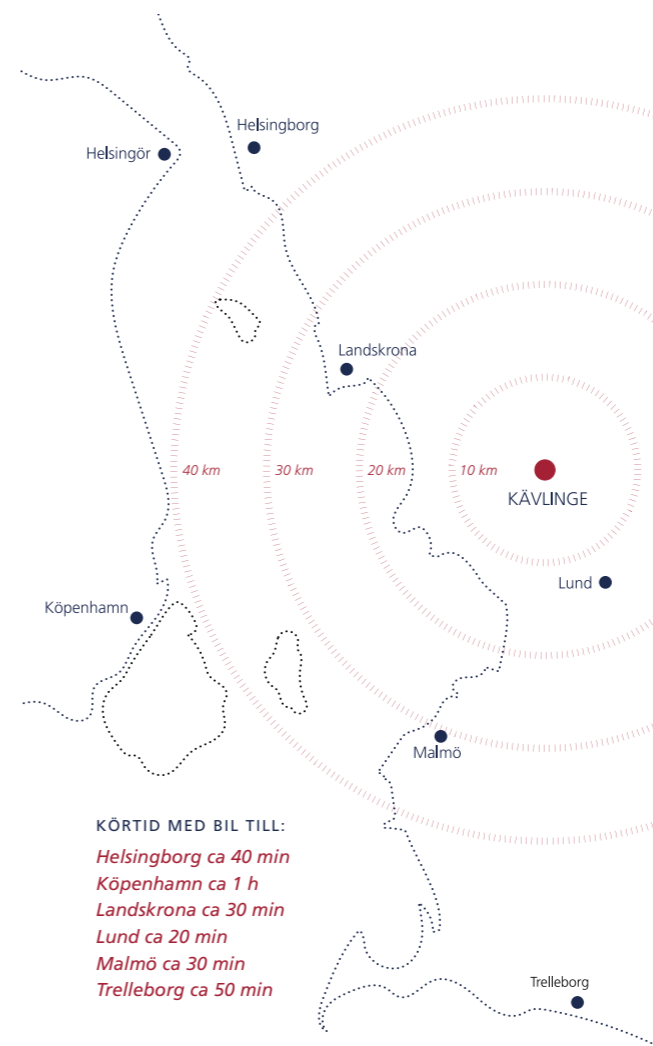 Helsingborg
Helsingör
Landskrona
40 km
30 km
20 km
10 km
KÄVLINGE
Lund
Köpenhamn
Malmö
KÖRTID MED BIL TILL:
Helsingborg ca 40 min
Köpenhamn ca 1 h
Landskrona ca 30 min
Lund ca 20 min
Malmö ca 30 min
Trelleborg ca 50 min
Trelleborg